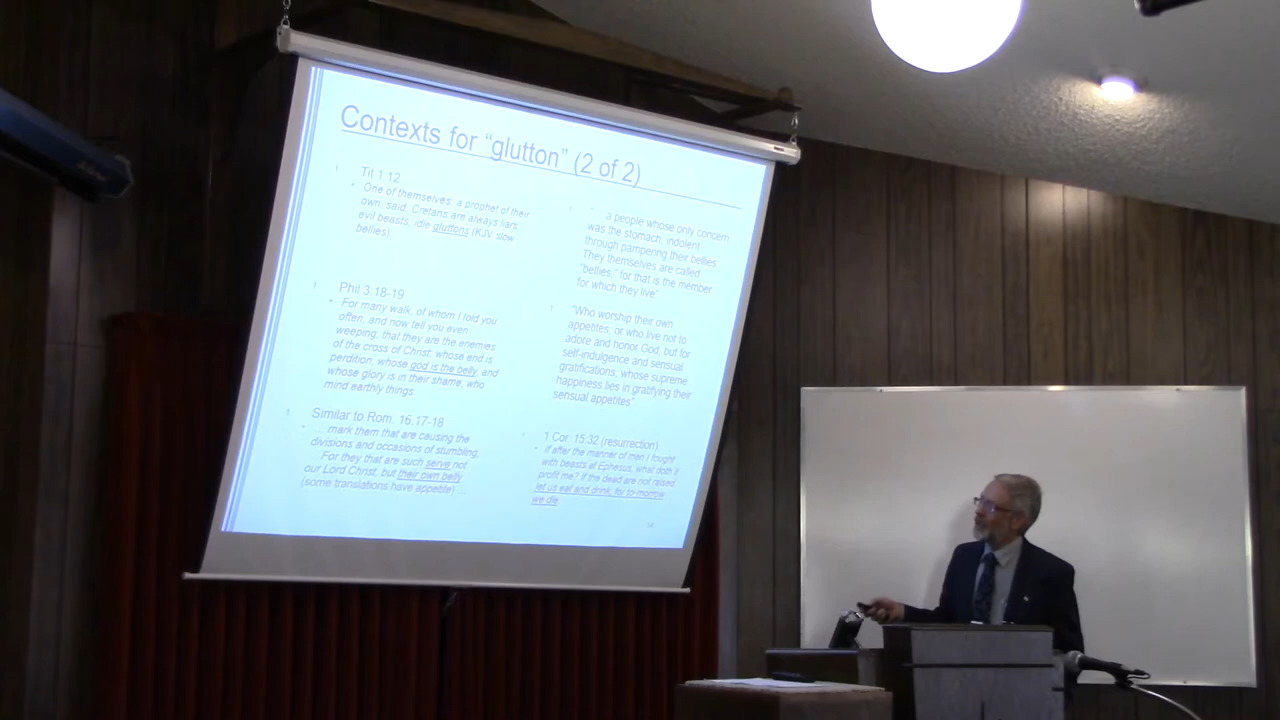 Contexts for “glutton” (2 of 2)
Tit 1:12
One of themselves, a prophet of their
own, said, Cretans are always liars,
evil beasts, idle gluttons (KJV slow
bellies).
Phil 3.18-19
For many walk, of whom I told you
often, and now tell you even
weeping, that they are the enemies
of the cross of Christ: whose end is
perdition, whose god is the belly, and
whose glory is in their shame, who
mind earthly things.
Similar to Rom. 16.17-18
... mark them that are causing the
divisions and occasions of stumbling,
... For they that are such serve not
our Lord Christ, but their own belly
(some translations have appetite) ...
a people whose only concern
was the stomach, indolent
through pampering their bellies.
They themselves are called
“bellies,” for that is the member
for which they live”
“Who worship their own
appetites; or who live not to
adore and honor God, but for
self-indulgence and sensual
gratifications, whose supreme
happiness lies in gratifying their
sensual appetites”
1 Cor. 15:32 (resurrection)
If after the manner of men I fought
with beasts at Ephesus, what doth it
profit me? If the dead are not raised,
let us eat and drink, for to-morrow
we die.
14